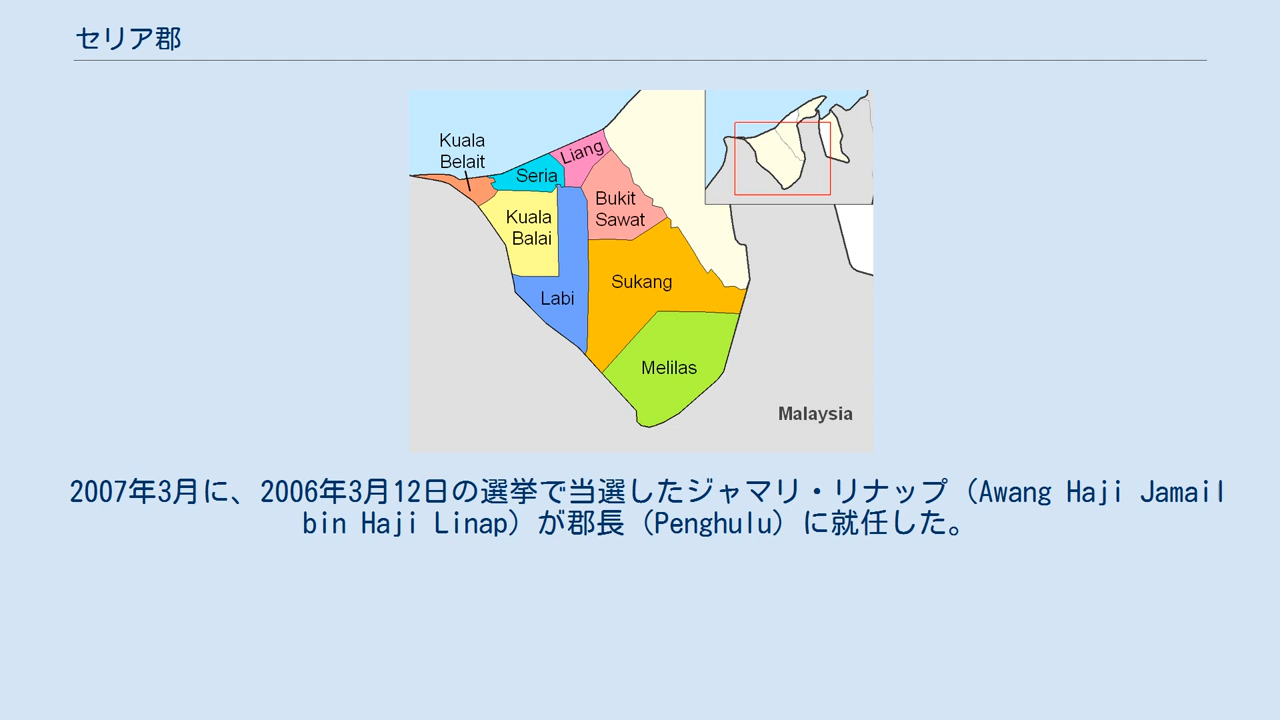 セリア郡
Kuala
Belait
Liang
Seria
Bukit
Sawat
Kuala
Balai
Sukang
Labi
Melilas
Malaysia
2007年3月に、2006年3月12日の選挙で当選したジャマリ・リナップ（Awang Haji Jamail
bin Haji Linap）が郡長（Penghulu）に就任した。